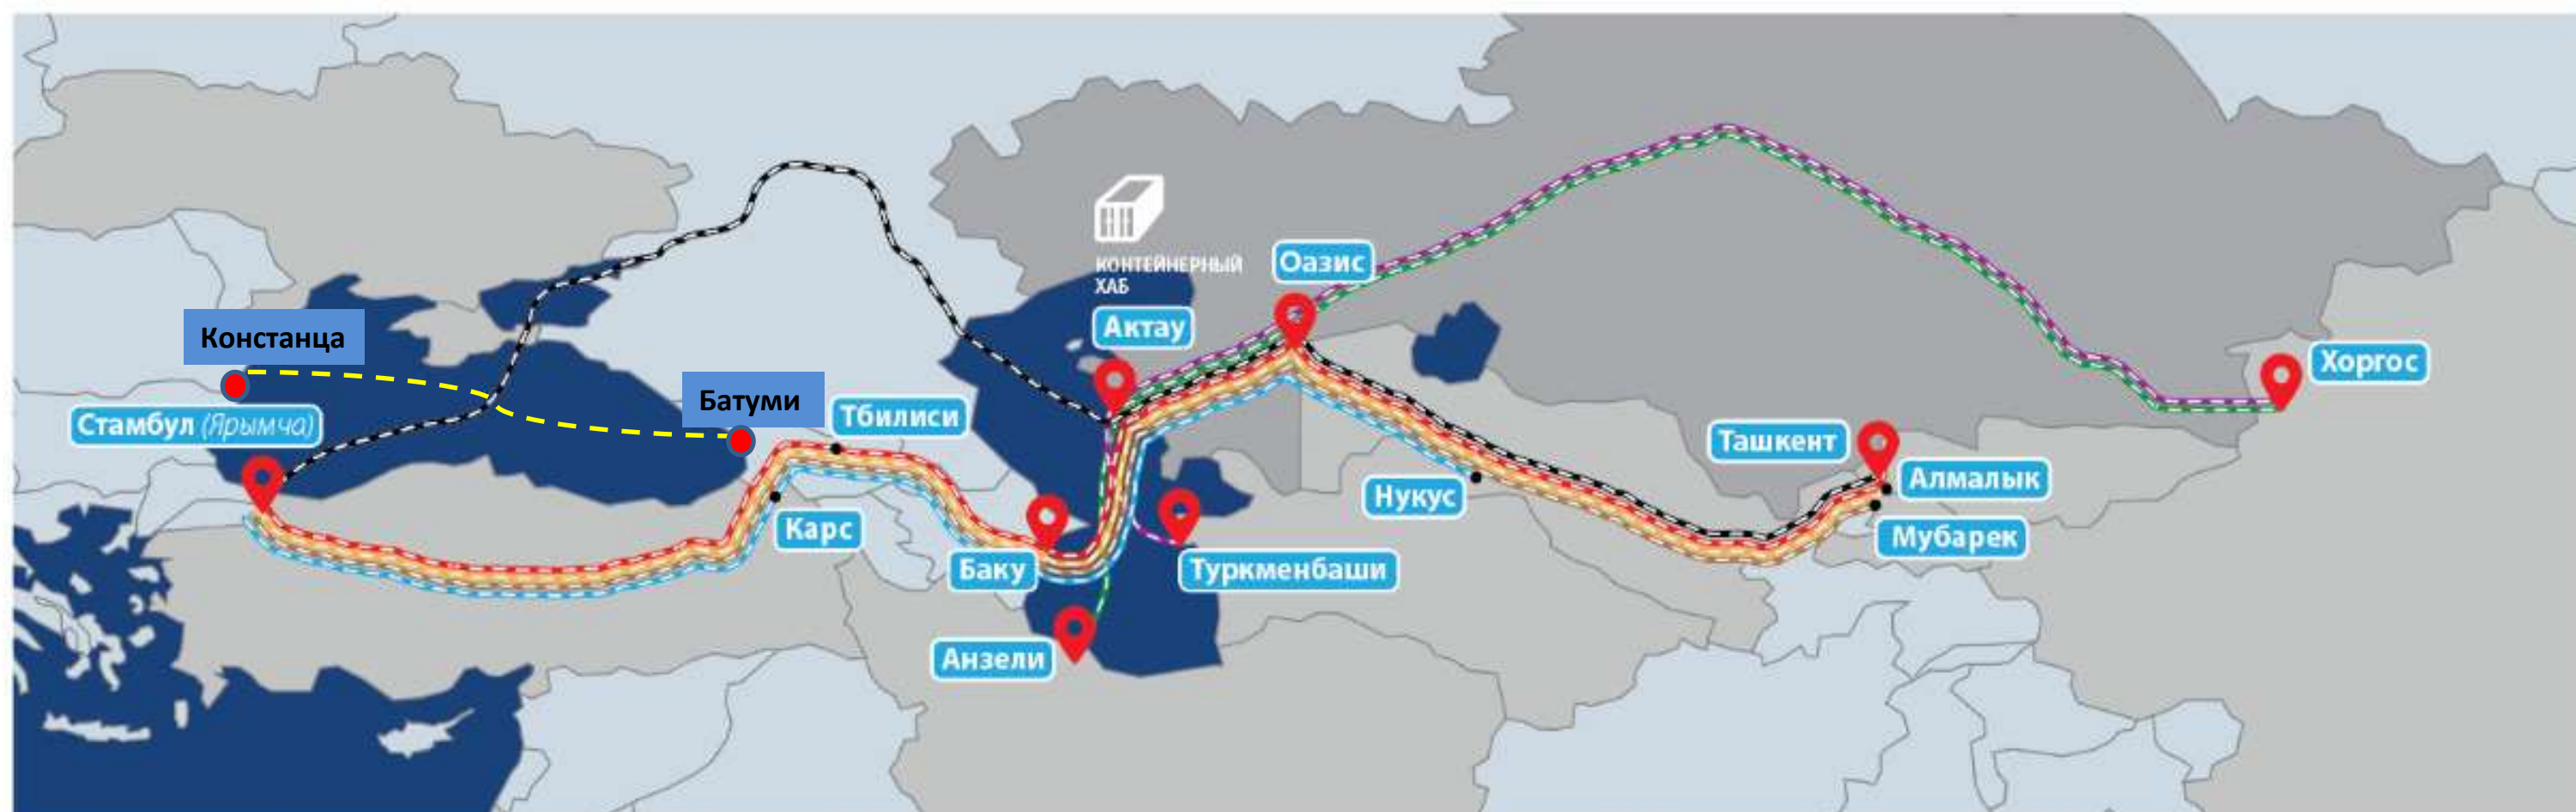 КОНТЕЙНЕРНЫЙ
ХАБ
Оазис
Актау
Констанца
Хоргос
Батуми
Стамбул (Ярымча)
Тбилиси
Ташкент
Алмалык
Нукус
Карс
Мубарек
Баку
Туркменбаши
Анзели